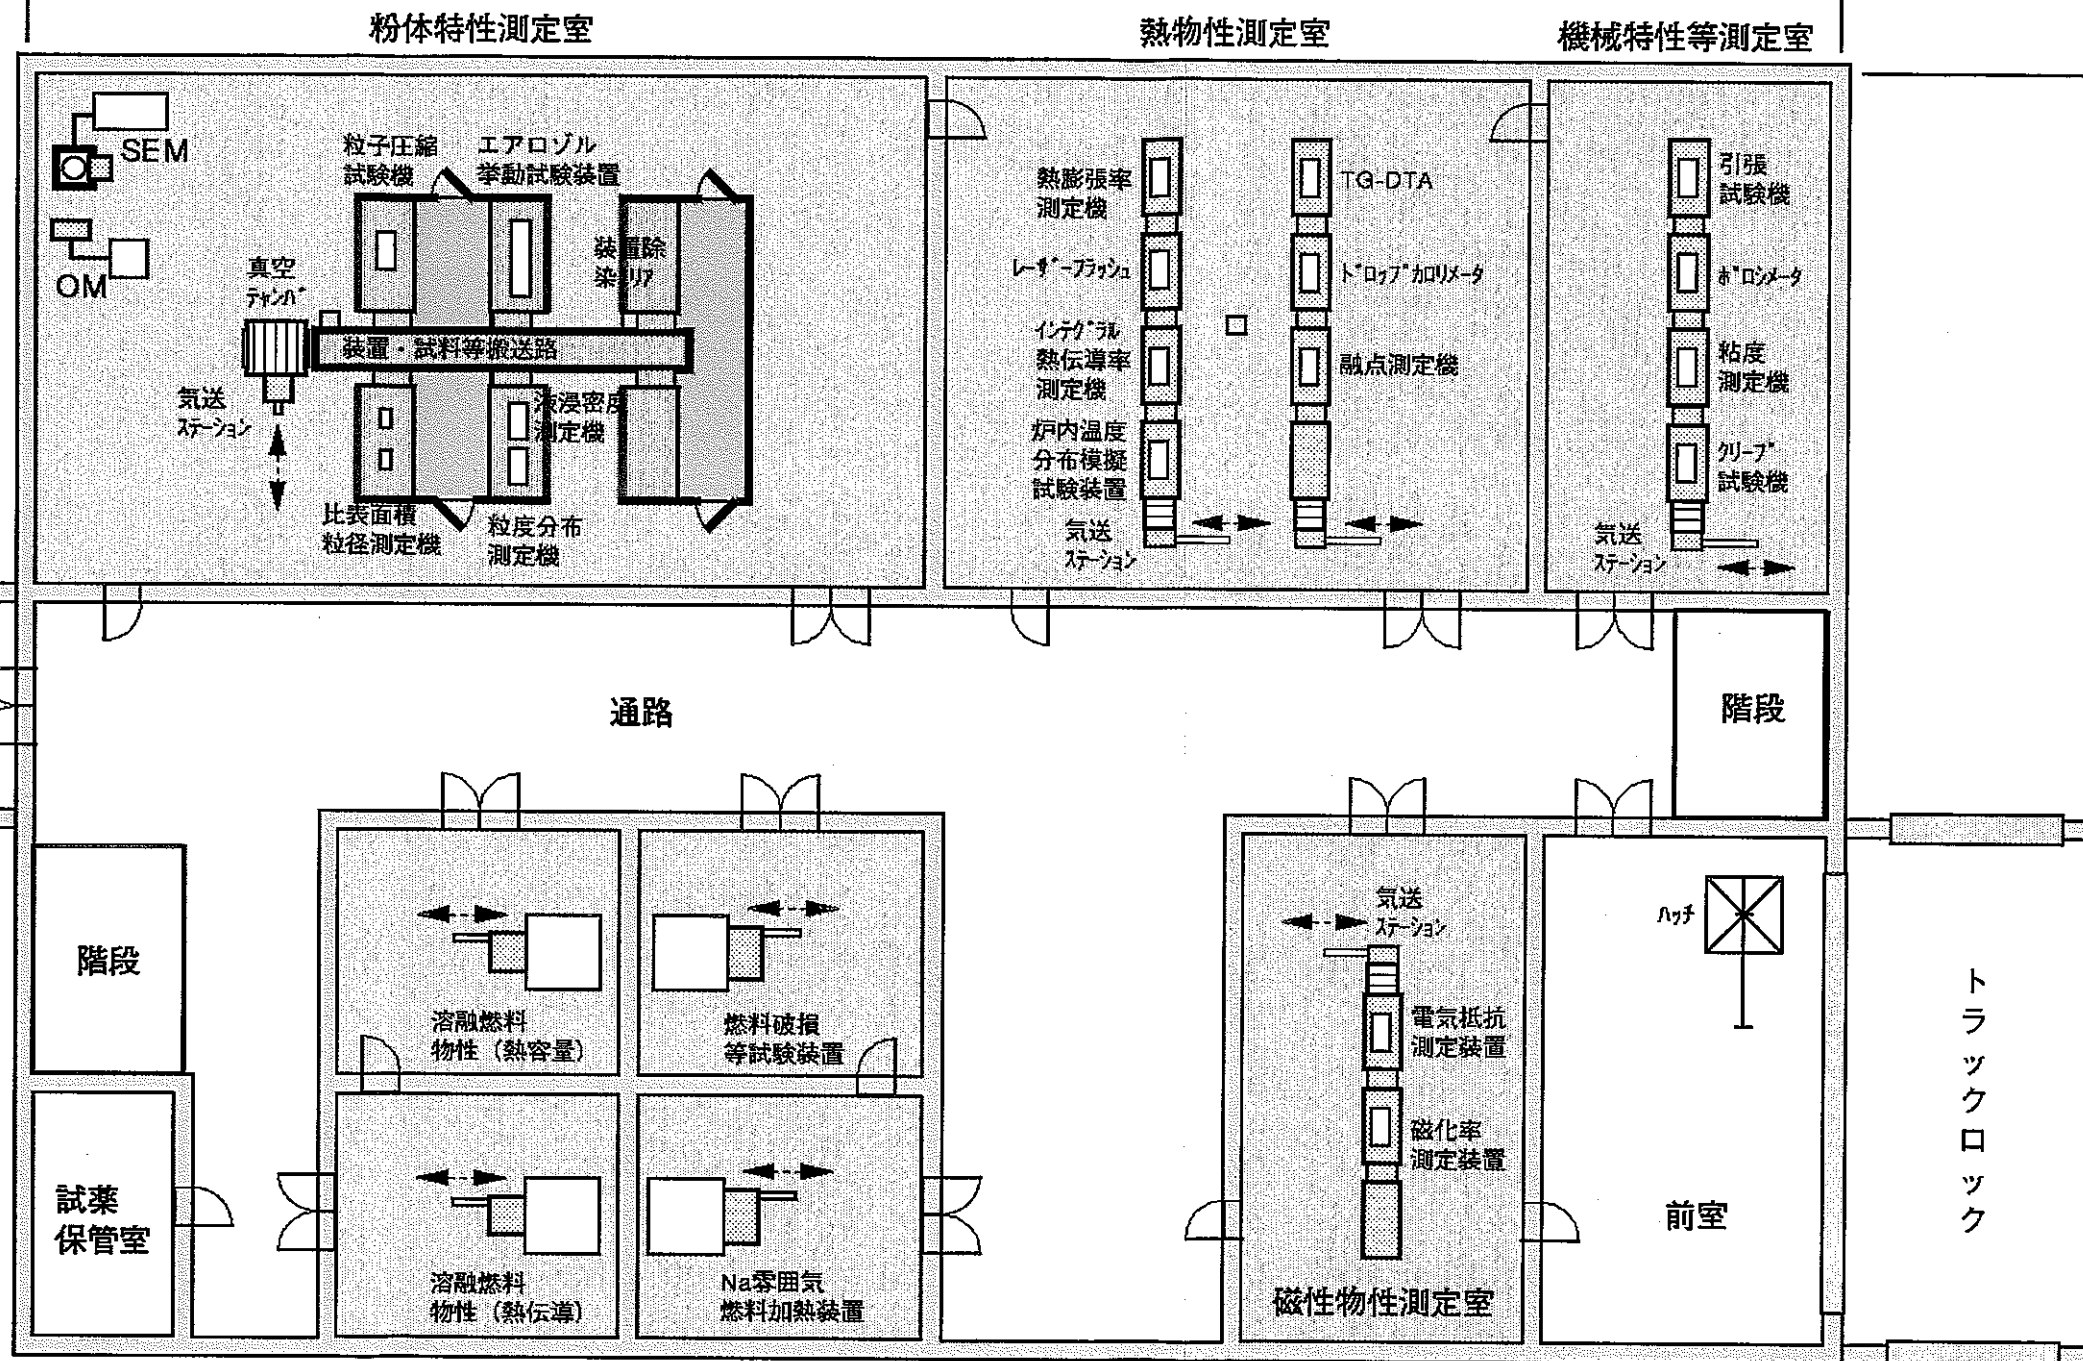 粉体特性測定室
熱物性測定室
機械特性等測定室
SEM
OM
粒子圧縮
試験機
エアロゾル
挙動試験装置
装置除
染エリア
真空
チャンバ
装置・試料等搬送路
気送
ステーション
液浸密度
測定機
比表面積
粒径測定機
粒度分布
測定機
熱膨張率
測定機
レーザーフラッシュ
インテグラル
熱伝導率
測定機
炉内温度
分布模擬
試験装置
気送
ステーション
TG-DTA
ドロップカロリメータ
融点測定機
引張
試験機
ポロシメータ
粘度
測定機
クリープ
試験機
気送
ステーション
通路
階段
階段
試薬
保管室
溶融燃料
物性（熱容量）
燃料破損
等試験装置
溶融燃料
物性（熱伝導）
Na雰囲気
燃料加熱装置
気送
ステーション
電気抵抗
測定装置
磁化率
測定装置
磁性物性測定室
ハッチ
前室
トラックロック